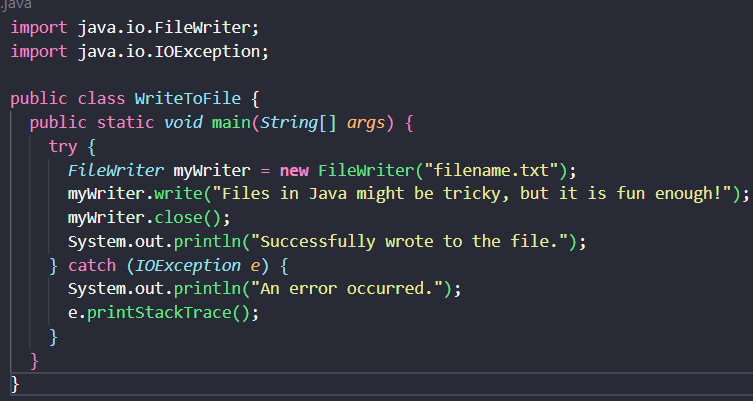 .java
import java.io.FileWriter;
import java.io.IOException;
public class WriteToFile {
public static void main(String[] args) {
try {
FileWriter myWriter = new FileWriter("filename.txt");
myWriter.write("Files in Java might be tricky, but it is fun enough!");
myWriter.close();
System.out.println("Successfully wrote to the file.");
} catch (IOException e) {
System.out.println("An error occurred.");
e.printStackTrace();
}
}
}